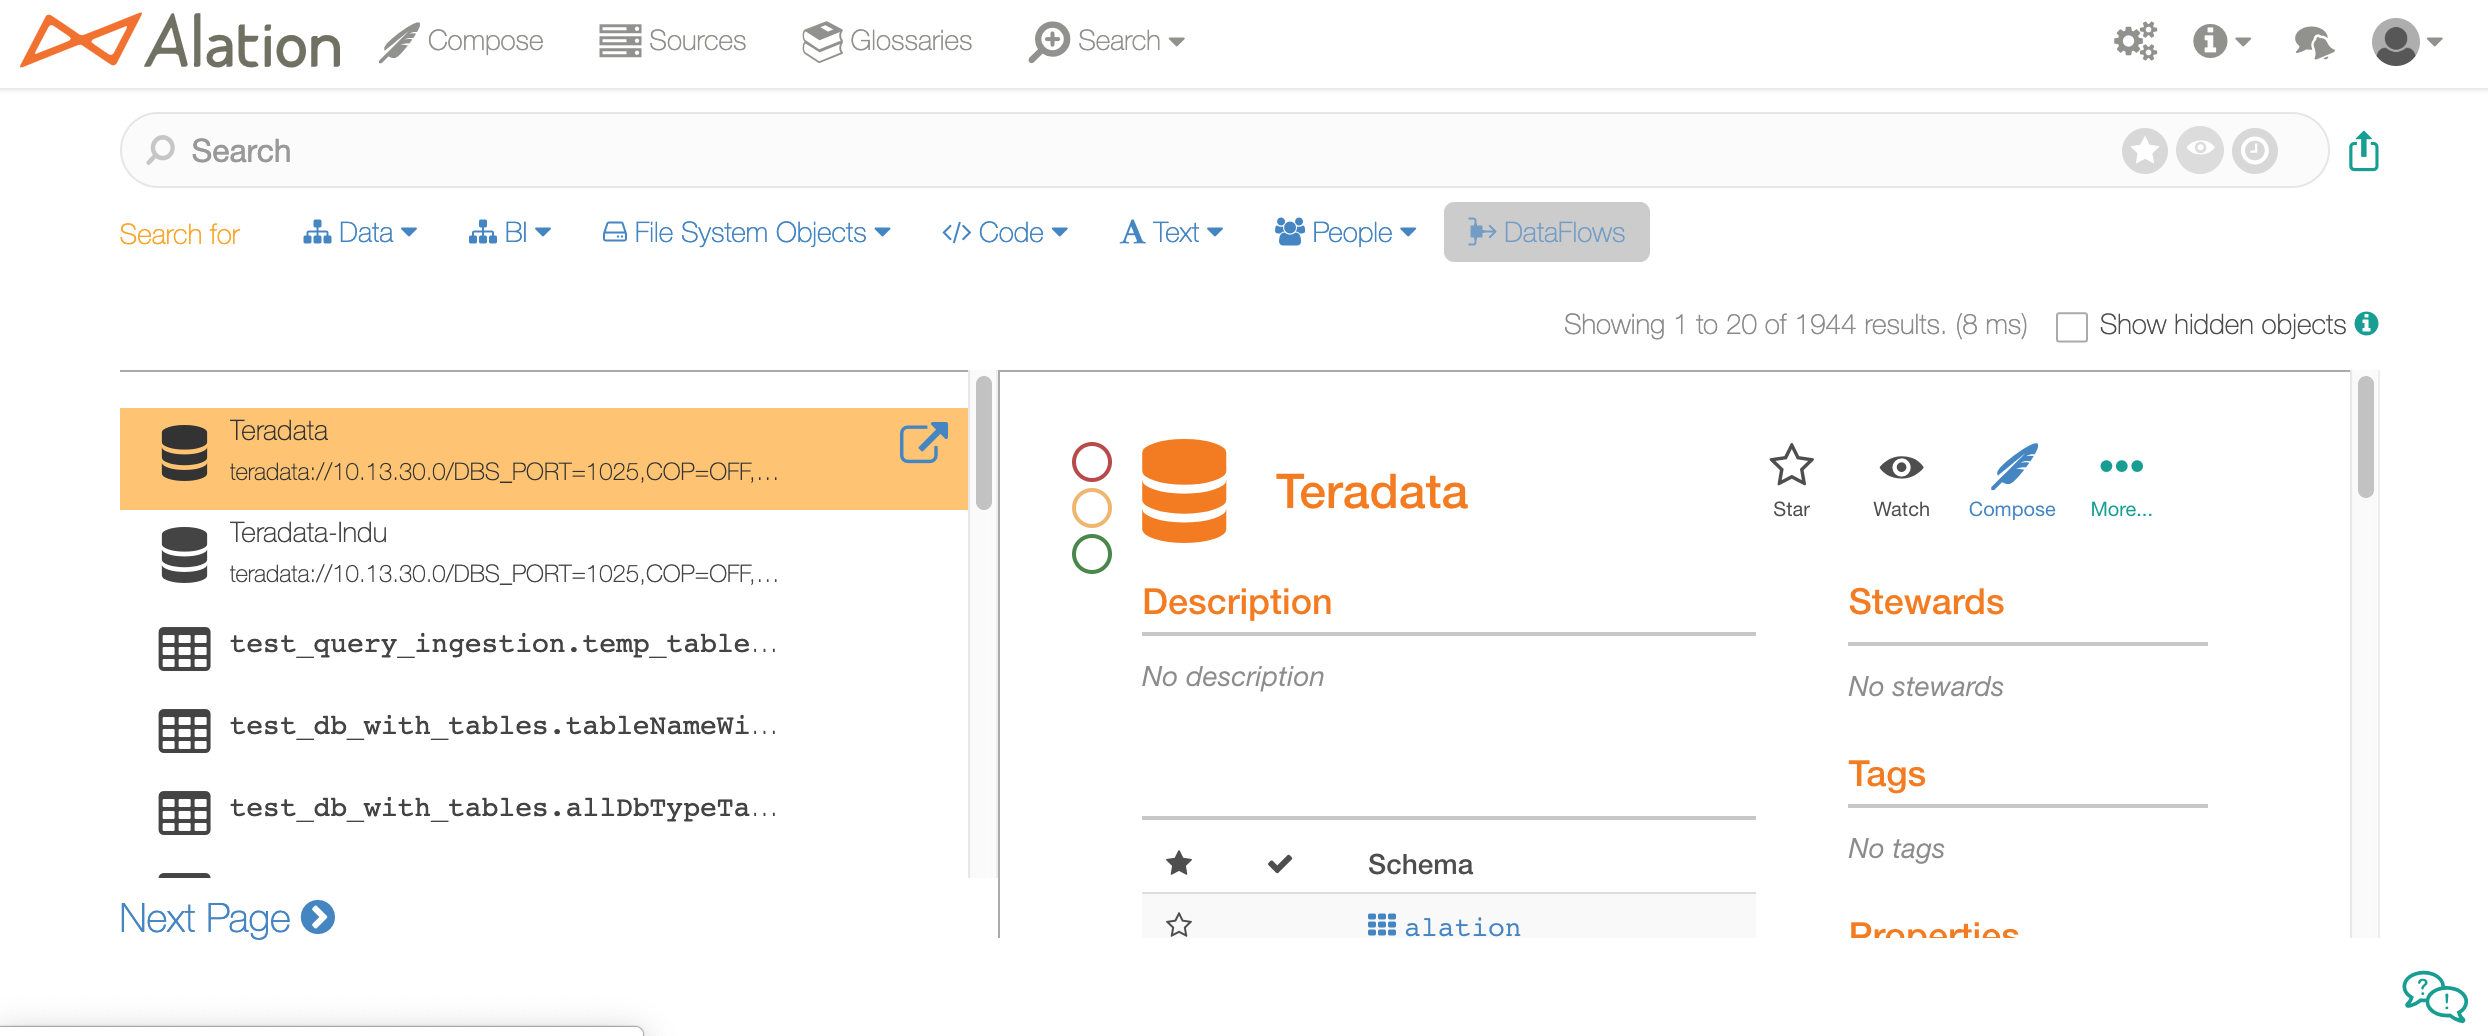 Alation Compose Sources Glossaries Search
Search
Search for Data BI File System Objects </> Code A Text People DataFlows
Showing 1 to 20 of 1944 results. (8 ms) Show hidden objects
Teradata
teradata://10.13.30.0/DBS_PORT=1025,COP=OFF,...
Teradata-Indu
teradata://10.13.30.0/DBS_PORT=1025,COP=OFF,...
test_query_ingestion.temp_table...
test_db_with_tables.tableNameWi...
test_db_with_tables.allDbTypeTa...
Next Page
Teradata
Star Watch Compose More...
Description
No description
Schema
alation
Stewards
No stewards
Tags
No tags
Properties